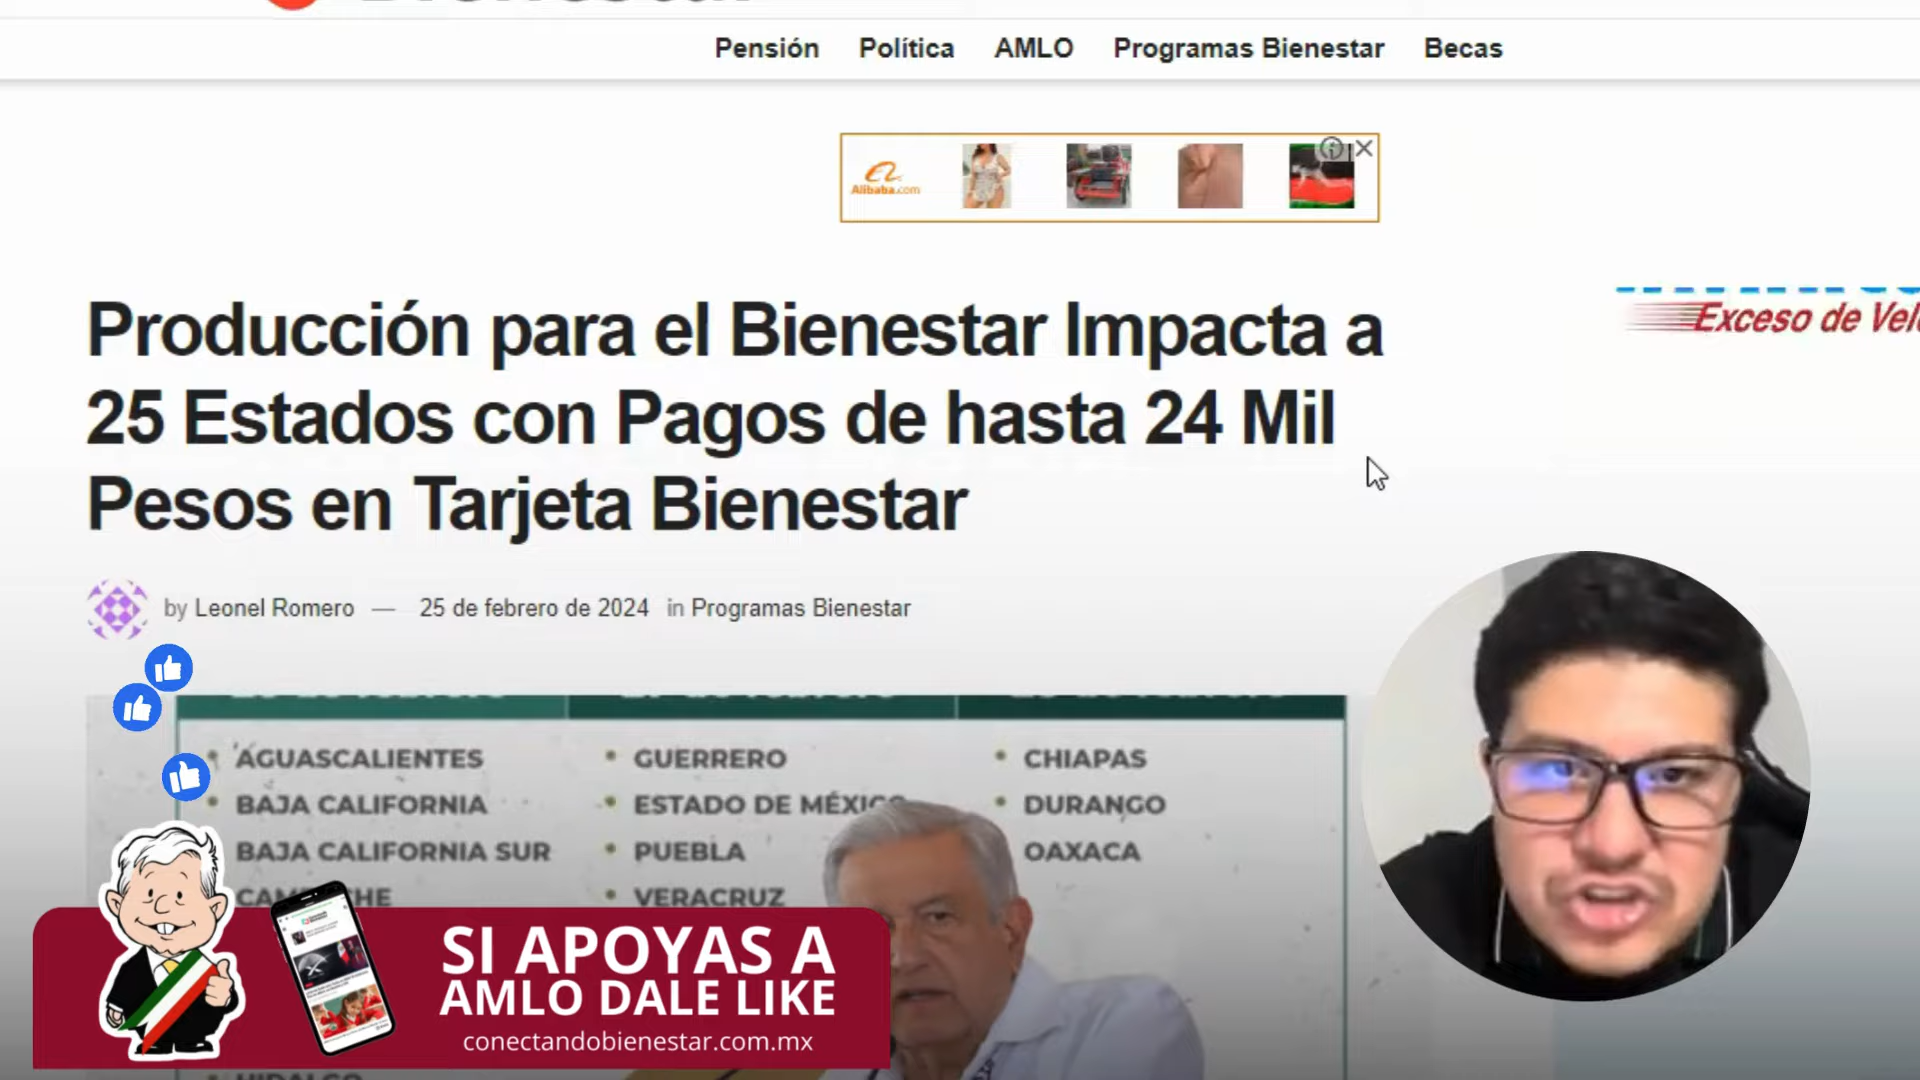 Pensión Política AMLO Programas Bienestar Becas
Alibaba.com
Producción para el Bienestar Impacta a
25 Estados con Pagos de hasta 24 Mil
Pesos en Tarjeta Bienestar
Exceso de
by Leonel Romero — 25 de febrero de 2024 in Programas Bienestar
AGUASCALIENTES
BAJA CALIFORNIA
BAJA CALIFORNIA SUR
GUERRERO
ESTADO DE MÉXICO
PUEBLA
VERACRUZ
CHIAPAS
DURANGO
OAXACA
SI APOYAS A
AMLO DALE LIKE
conectandobienestar.com.mx